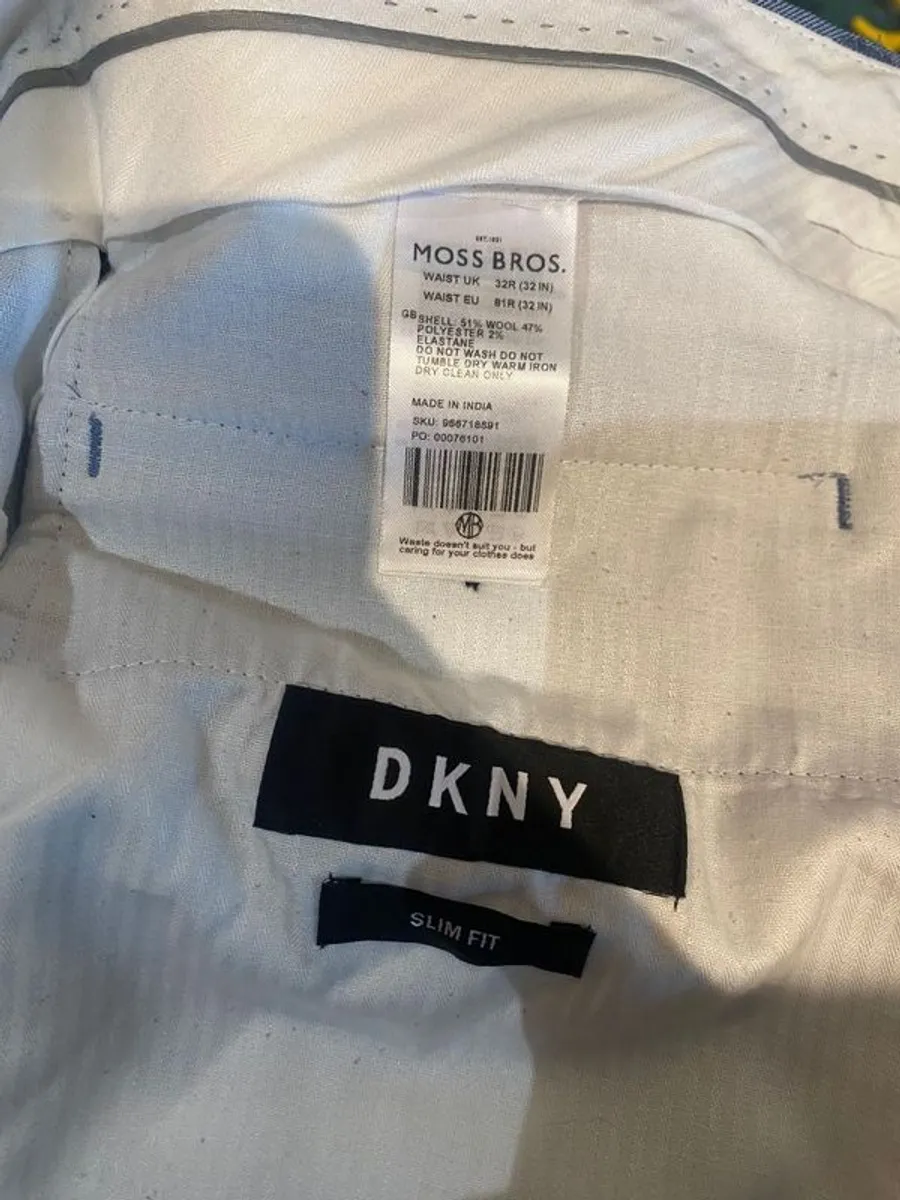 EST.1851
MOSS BROS.
WAIST UK 32R (32 IN)
WAIST EU 81R (32 IN)
GB SHELL: 51% WOOL 47%
POLYESTER 2%
ELASTANE
DO NOT WASH DO NOT
TUMBLE DRY WARM IRON
DRY CLEAN ONLY
MADE IN INDIA
SKU: 966718591
PO: 00076101
MB
Waste doesn't suit you - but
caring for your clothes does
DKNY
SLIM FIT